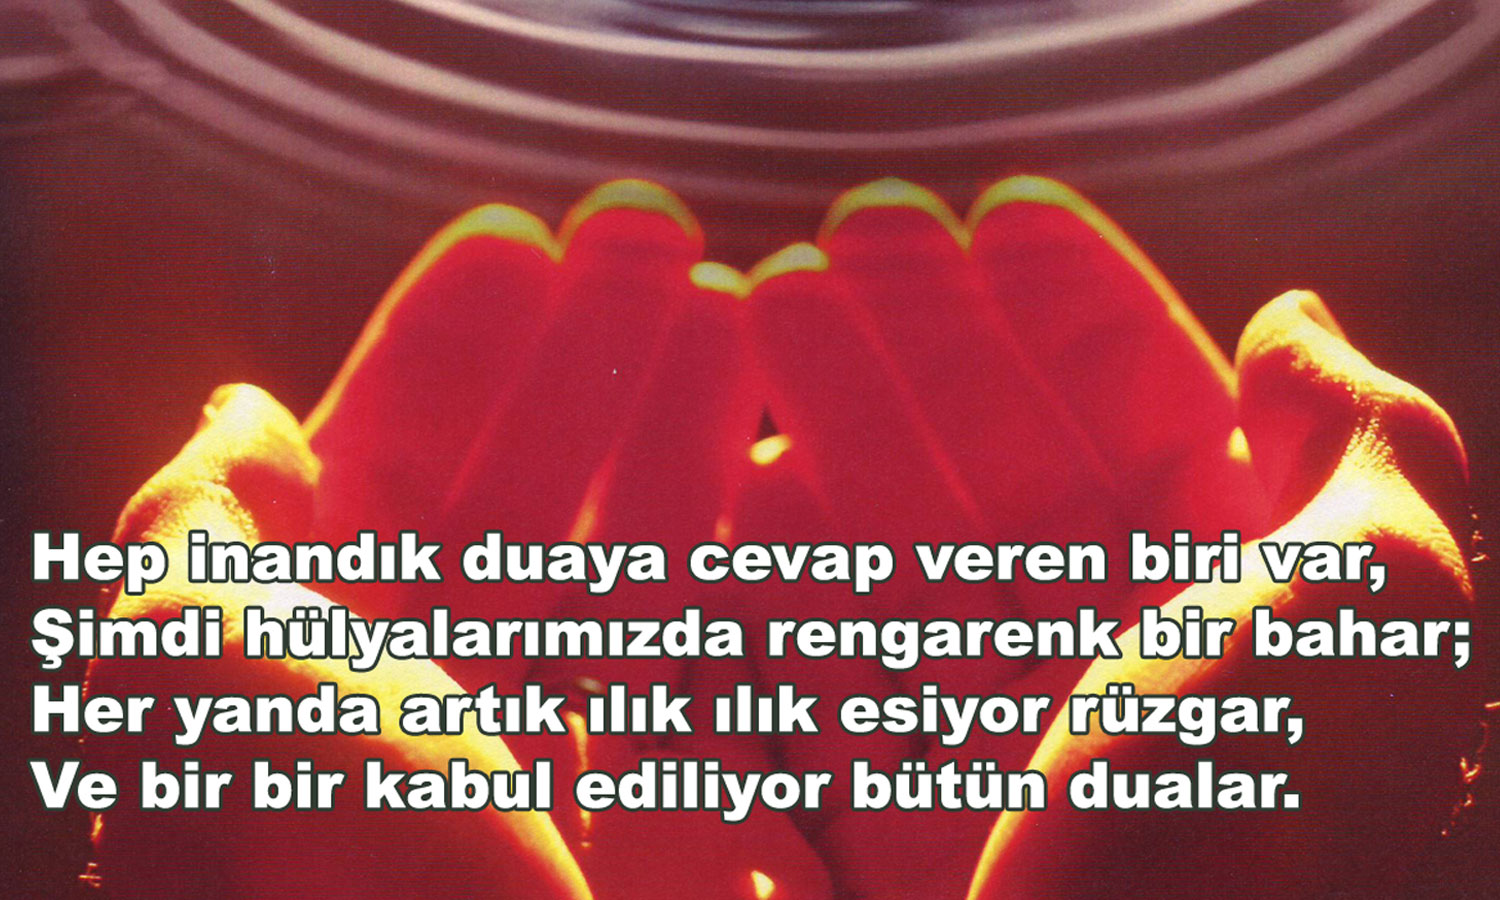 Hep inandık duaya cevap veren biri var,
Şimdi hülyalarımızda rengarenk bir bahar;
Her yanda artık ılık ılık esiyor rüzgar,
Ve bir bir kabul ediliyor bütün dualar.